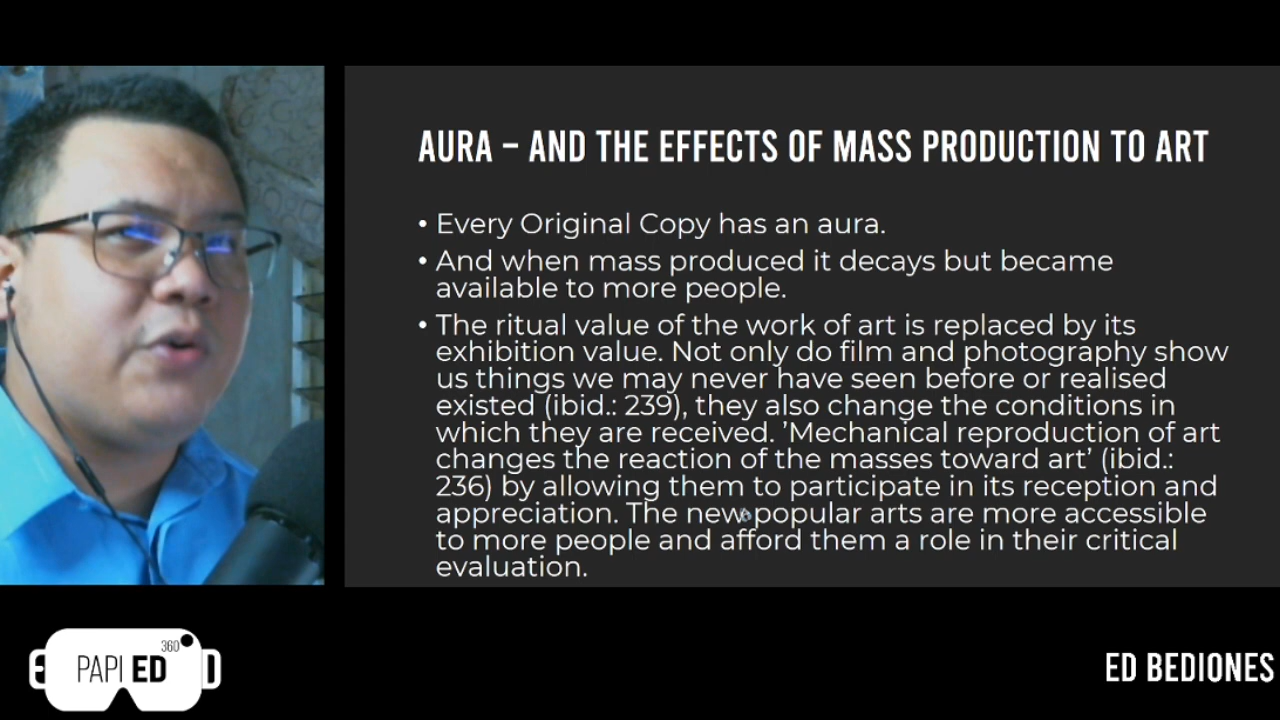 AURA – AND THE EFFECTS OF MASS PRODUCTION TO ART
• Every Original Copy has an aura.
• And when mass produced it decays but became
available to more people.
• The ritual value of the work of art is replaced by its
exhibition value. Not only do film and photography show
us things we may never have seen before or realised
existed (ibid.: 239), they also change the conditions in
which they are received. ’Mechanical reproduction of art
changes the reaction of the masses toward art’ (ibid.:
236) by allowing them to participate in its reception and
appreciation. The new popular arts are more accessible
to more people and afford them a role in their critical
evaluation.
360
PAPI ED
ED BEDIONES